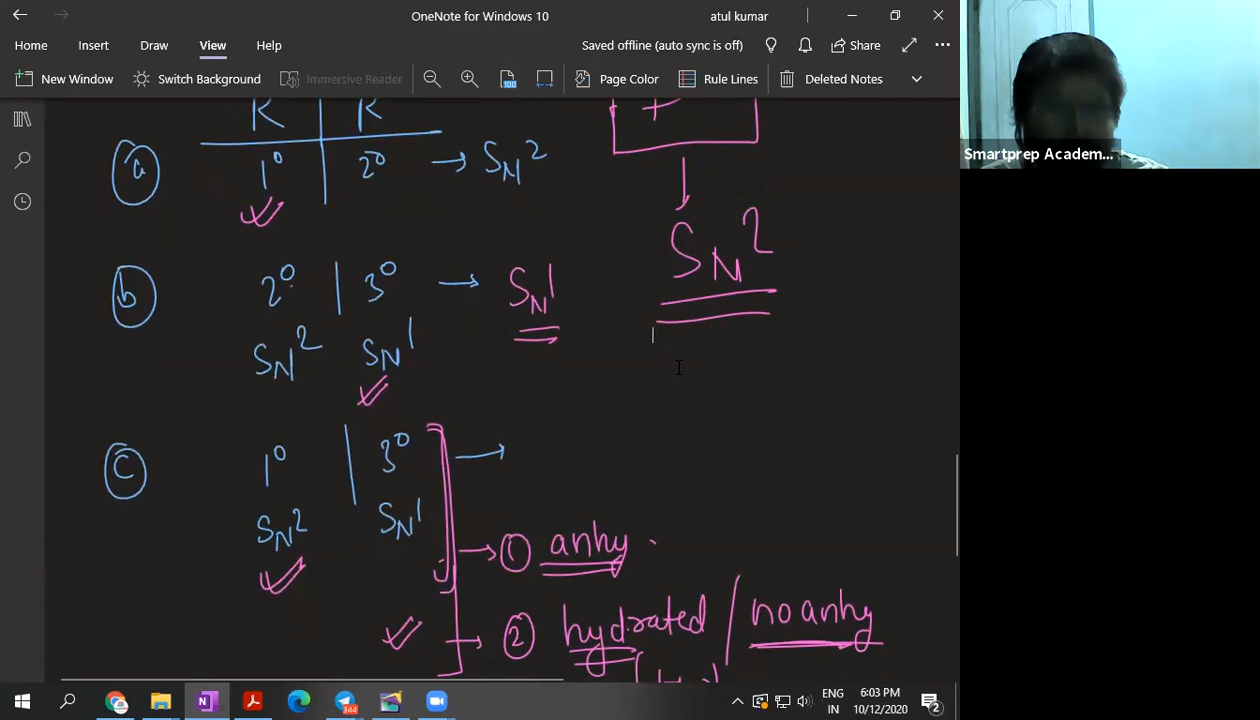 OneNote for Windows 10
atul kumar
Home Insert Draw View Help
Saved offline (auto sync is off)
Share
New Window
Switch Background
Immersive Reader
100
Page Color
Rule Lines
Deleted Notes
Smartprep Academ...
R | R
a 1° | 2° → SN2
SN2
b 2° | 3° → SN1
SN2 SN1
c 1° | 3° →
SN2 SN1
→ 1 anhy.
→ 2 hydrated / no anhy
344
ENG
IN
6:03 PM
10/12/2020
2